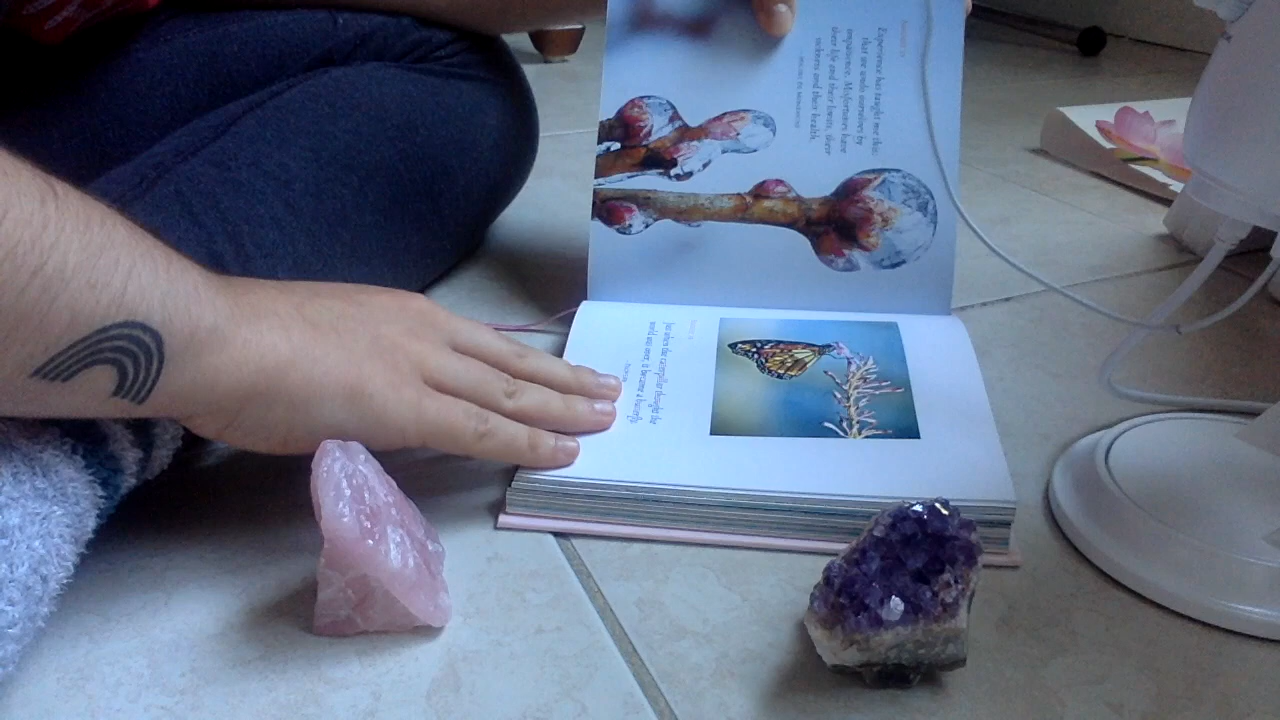 Experience has taught me this:
that we undo ourselves by
impatience. Misfortunes have
their life and their limits, their
sickness and their health.
Just when the caterpillar thought the
world was over, it became a butterfly.